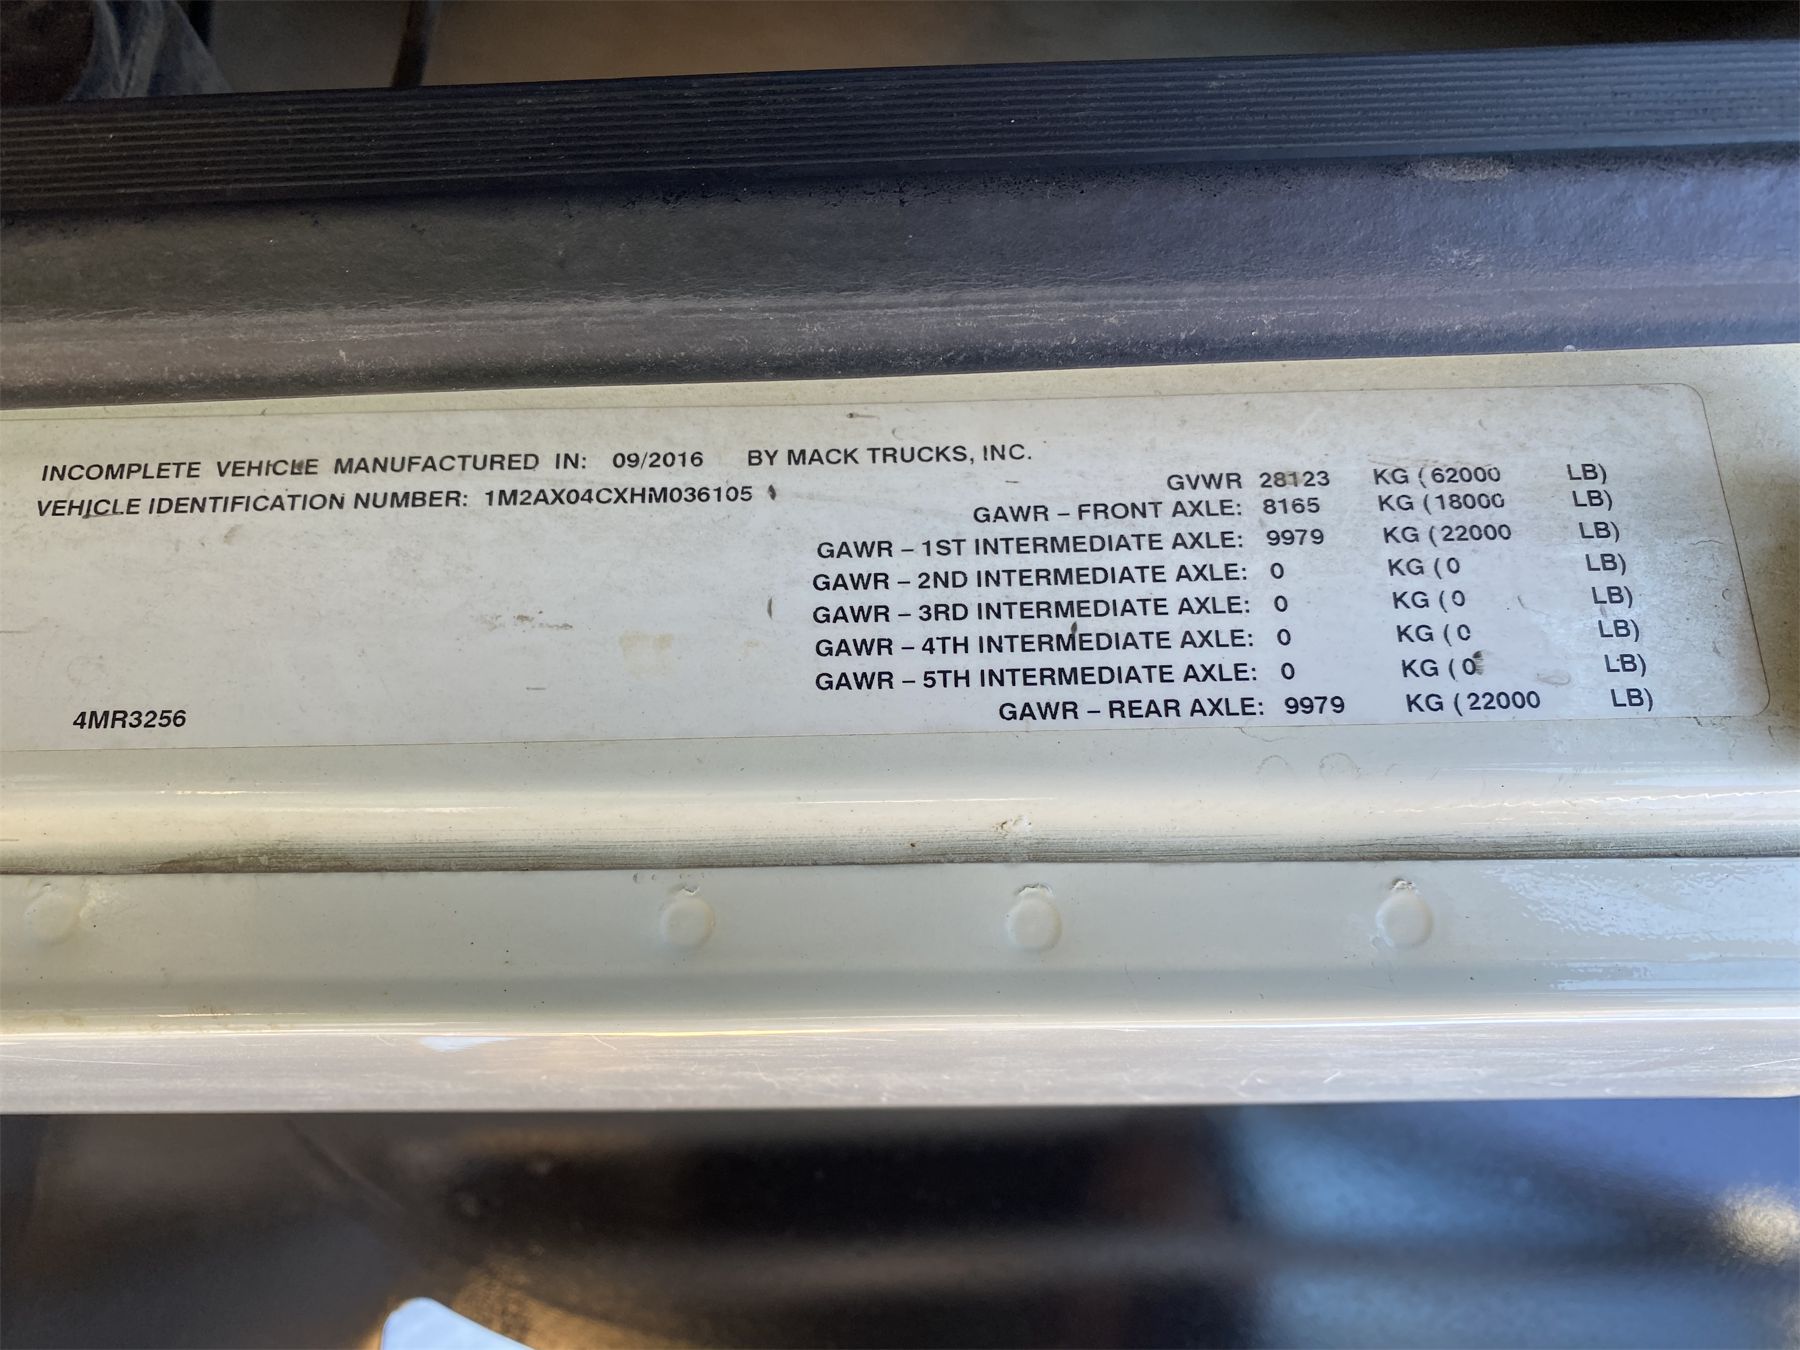 INCOMPLETE VEHICLE MANUFACTURED IN: 09/2016 BY MACK TRUCKS, INC.
VEHICLE IDENTIFICATION NUMBER: 1M2AX04CXHM036105
GVWR 28123 KG (62000 LB)
GAWR – FRONT AXLE: 8165 KG (18000 LB)
GAWR – 1ST INTERMEDIATE AXLE: 9979 KG (22000 LB)
GAWR – 2ND INTERMEDIATE AXLE: 0 KG (0 LB)
GAWR – 3RD INTERMEDIATE AXLE: 0 KG (0 LB)
GAWR – 4TH INTERMEDIATE AXLE: 0 KG (0 LB)
GAWR – 5TH INTERMEDIATE AXLE: 0 KG (0 LB)
GAWR – REAR AXLE: 9979 KG (22000 LB)
4MR3256